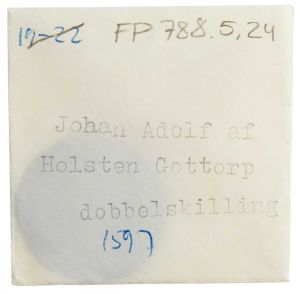 12-22 FP 788.5,24
Johan Adolf af
Holsten Gottorp
dobbelskilling
1597